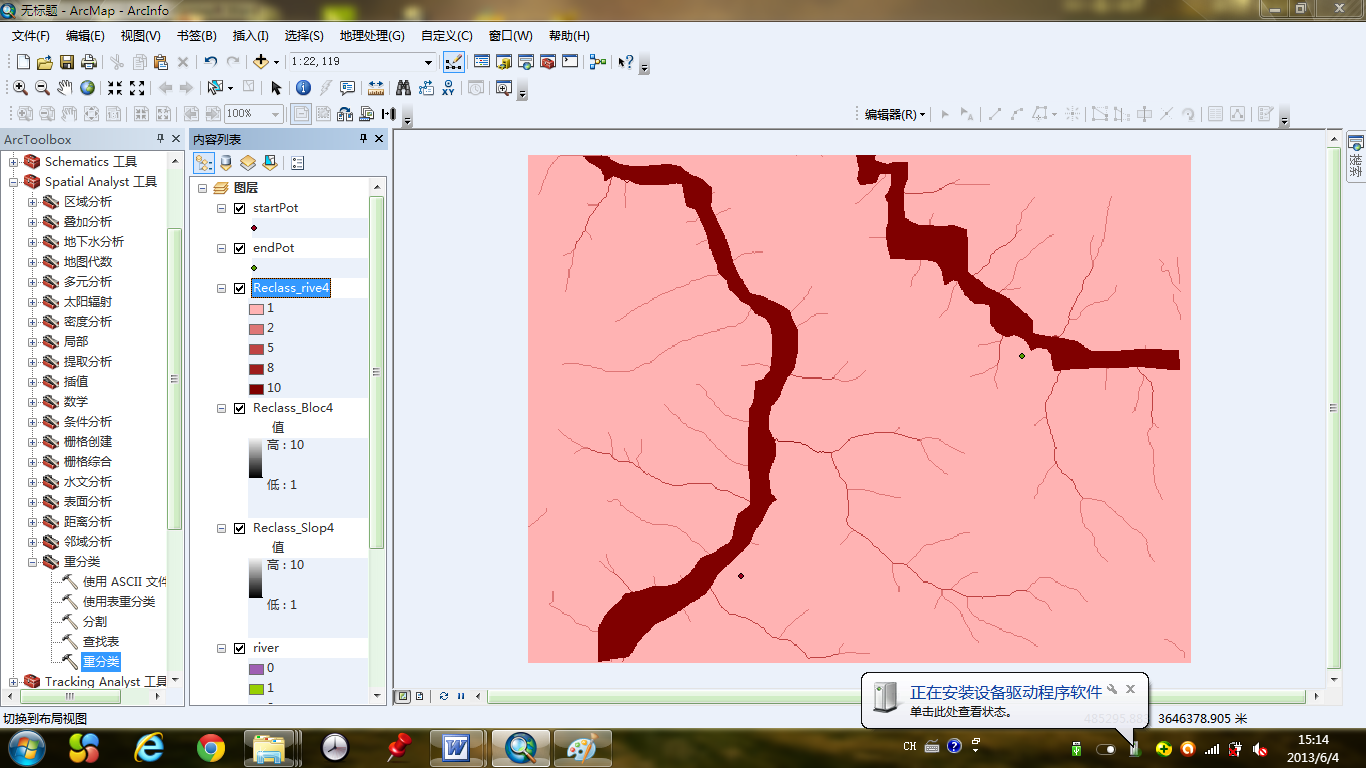 无标题 - ArcMap - ArcInfo
文件(F) 编辑(E) 视图(V) 书签(B) 插入(I) 选择(S) 地理处理(G) 自定义(C) 窗口(W) 帮助(H)
1:22,119
100%
编辑器(R)
ArcToolbox
内容列表
Schematics 工具
Spatial Analyst 工具
区域分析
叠加分析
地下水分析
地图代数
多元分析
太阳辐射
密度分析
局部
提取分析
插值
数学
条件分析
栅格创建
栅格综合
水文分析
表面分析
距离分析
邻域分析
重分类
使用 ASCII 文件
使用表重分类
分割
查找表
重分类
Tracking Analyst 工具
图层
startPot
endPot
Reclass_rive4
1
2
5
8
10
Reclass_Bloc4
值
高 : 10
低 : 1
Reclass_Slop4
值
高 : 10
低 : 1
river
0
1
正在安装设备驱动程序软件
单击此处查看状态。
切换到布局视图
3646378.905 米
CH
15:14
2013/6/4